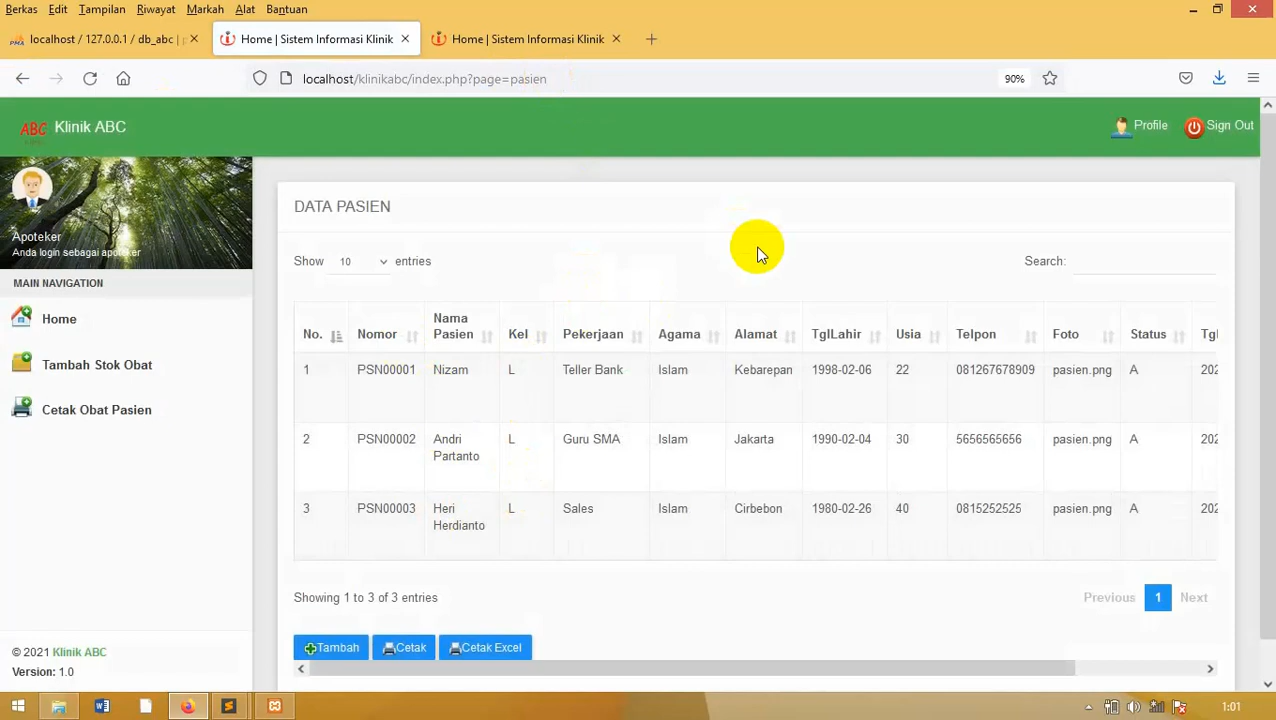 Berkas Edit Tampilan Riwayat Markah Alat Bantuan
PMA localhost / 127.0.0.1 / db_abc | p Home | Sistem Informasi Klinik Home | Sistem Informasi Klinik
localhost/klinikabc/index.php?page=pasien 90%
ABC Klinik ABC Profile Sign Out
Apoteker
Anda login sebagai apoteker
MAIN NAVIGATION
Home
Tambah Stok Obat
Cetak Obat Pasien
© 2021 Klinik ABC
Version: 1.0
DATA PASIEN
Show 10 entries Search:
No. Nomor Nama Pasien Kel Pekerjaan Agama Alamat TglLahir Usia Telpon Foto Status Tgl
1 PSN00001 Nizam L Teller Bank Islam Kebarepan 1998-02-06 22 081267678909 pasien.png A 202
2 PSN00002 Andri Partanto L Guru SMA Islam Jakarta 1990-02-04 30 5656565656 pasien.png A 202
3 PSN00003 Heri Herdianto L Sales Islam Cirbebon 1980-02-26 40 0815252525 pasien.png A 202
Showing 1 to 3 of 3 entries Previous 1 Next
Tambah Cetak Cetak Excel
1:01